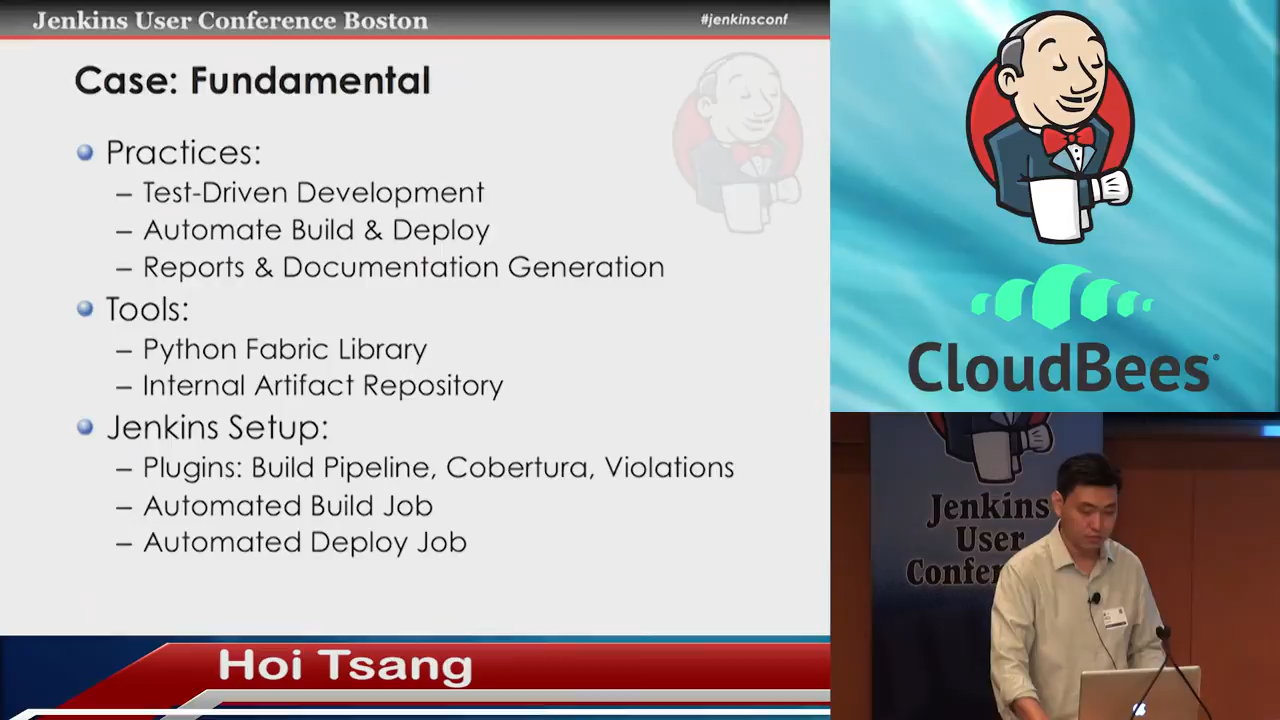 Jenkins User Conference Boston
#jenkinsconf
Case: Fundamental
Practices:
– Test-Driven Development
– Automate Build & Deploy
– Reports & Documentation Generation
Tools:
– Python Fabric Library
– Internal Artifact Repository
Jenkins Setup:
– Plugins: Build Pipeline, Cobertura, Violations
– Automated Build Job
– Automated Deploy Job
Hoi Tsang
CloudBees
Jenkins
User